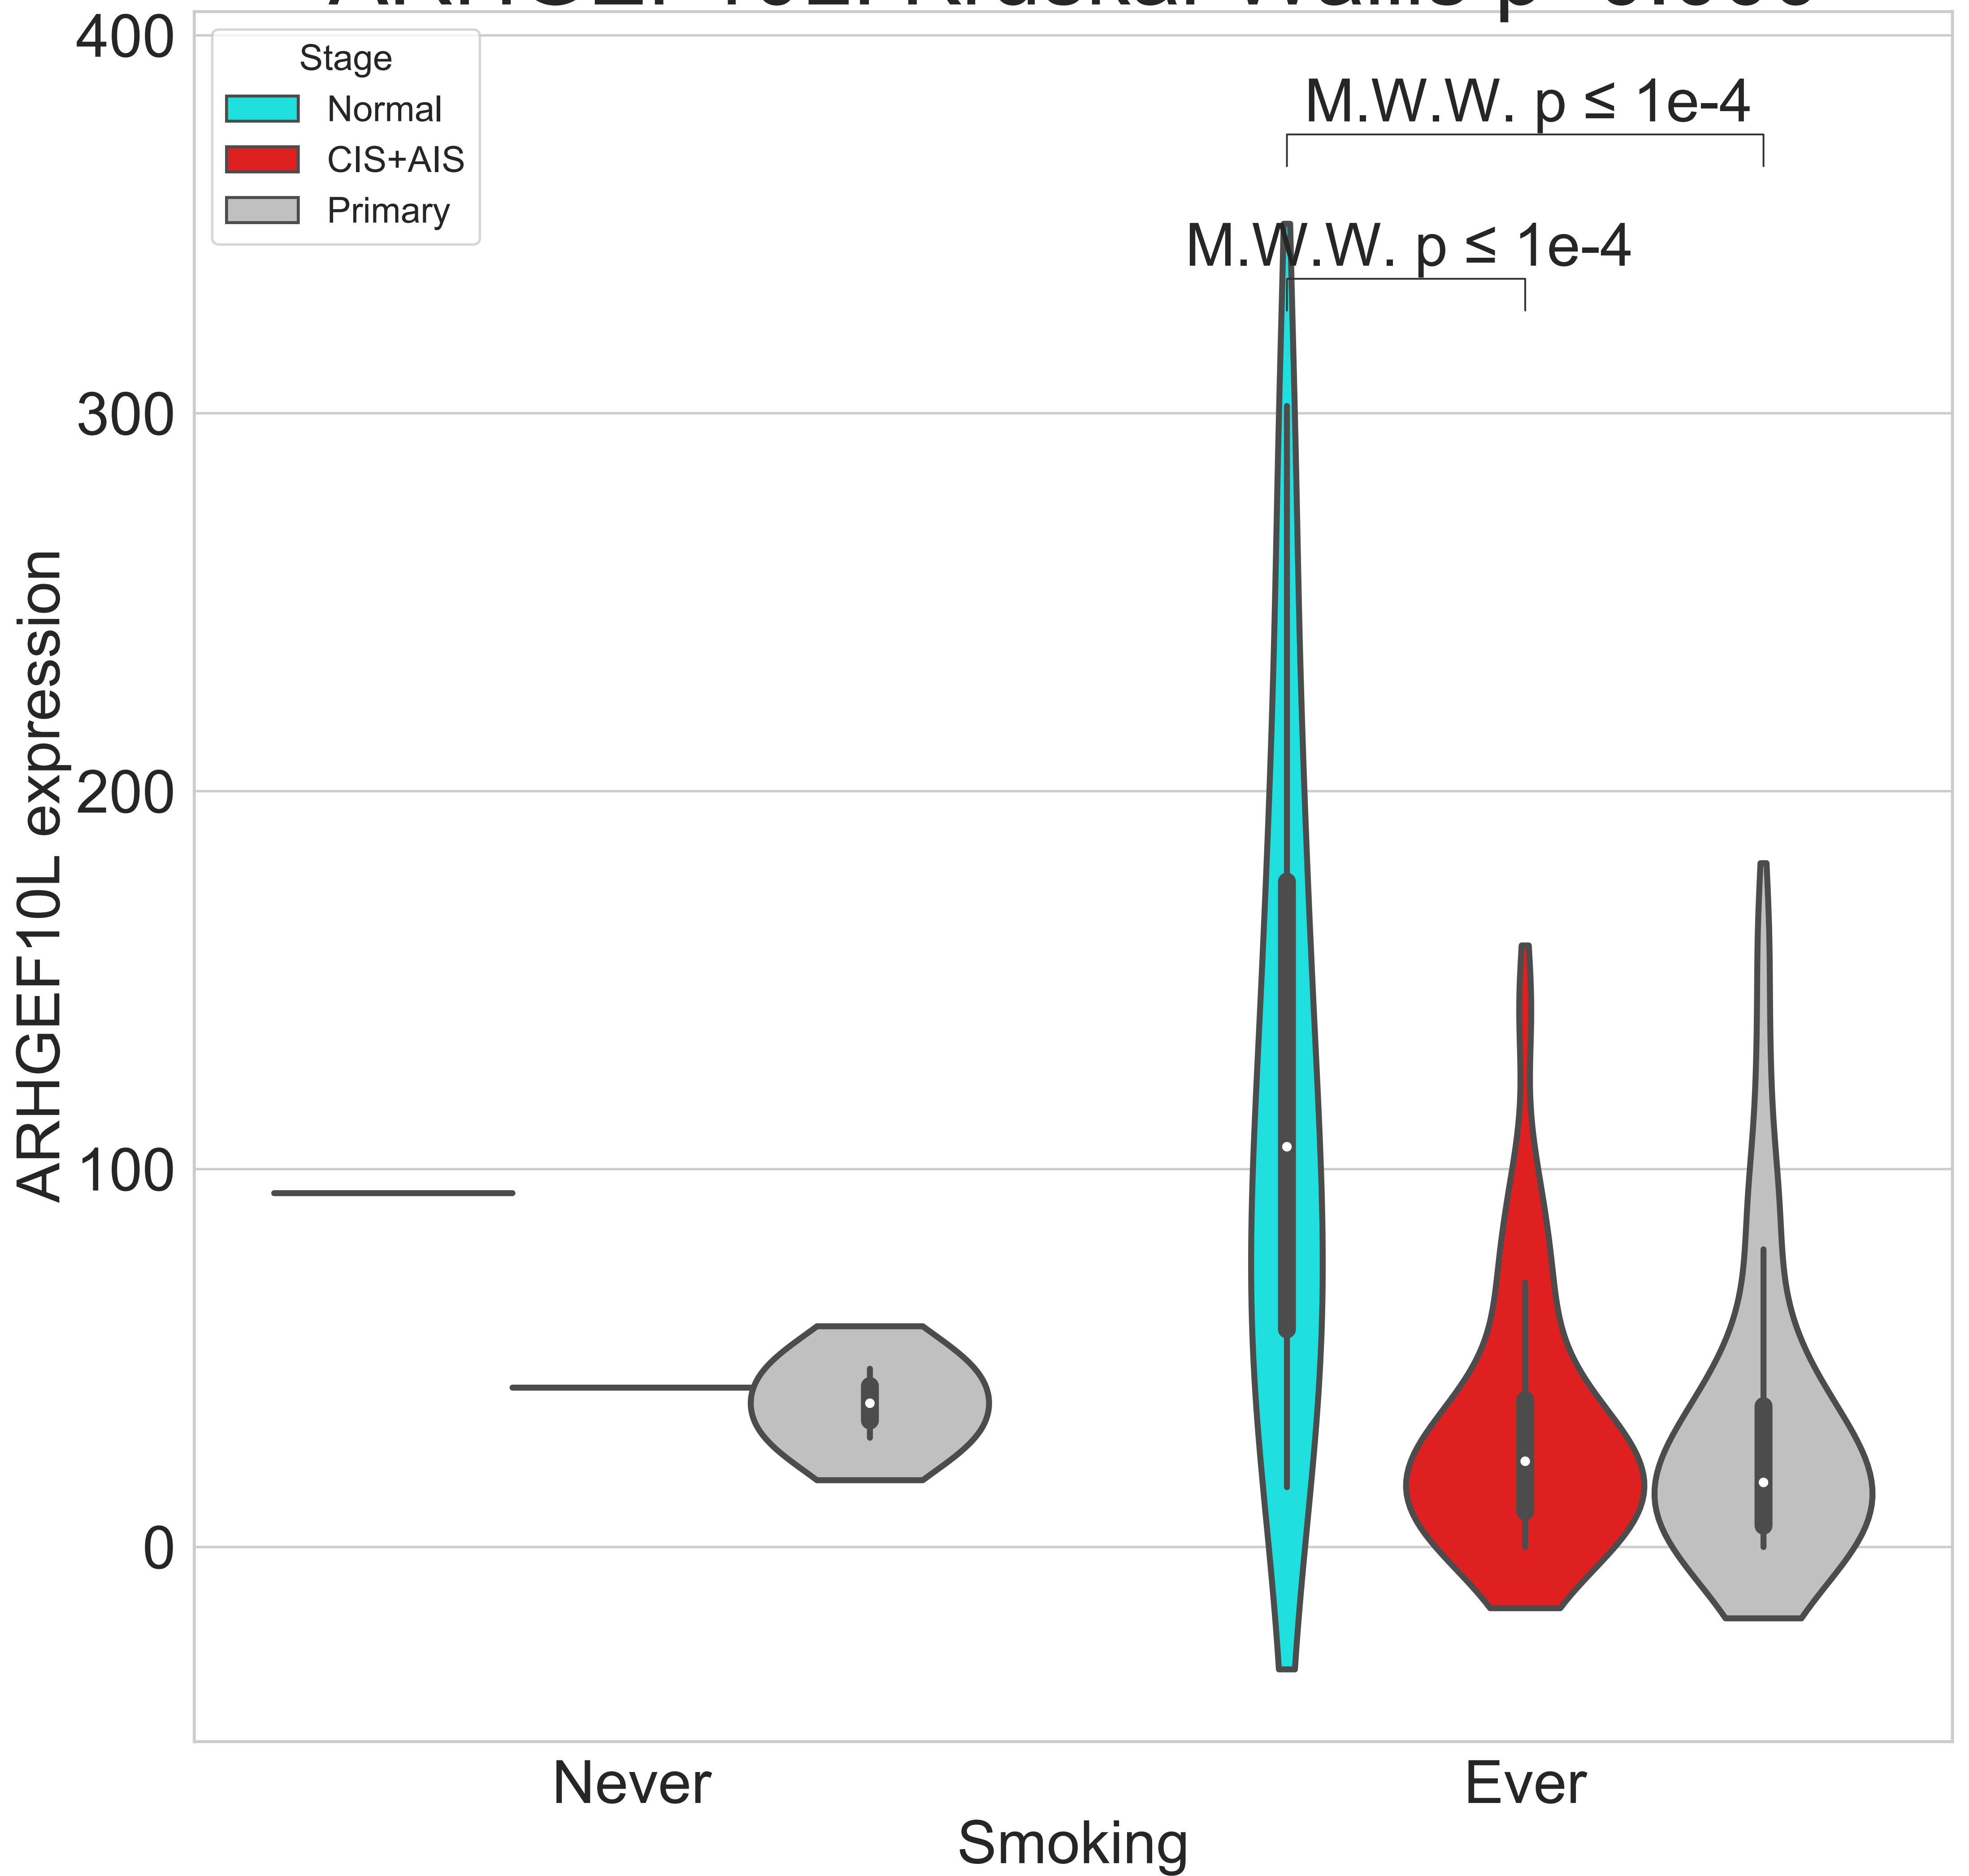 400
Stage
Normal
CIS+AIS
Primary
M.W.W. p ≤ 1e-4
M.W.W. p ≤ 1e-4
300
200
100
0
ARHGEF10L expression
Never
Ever
Smoking